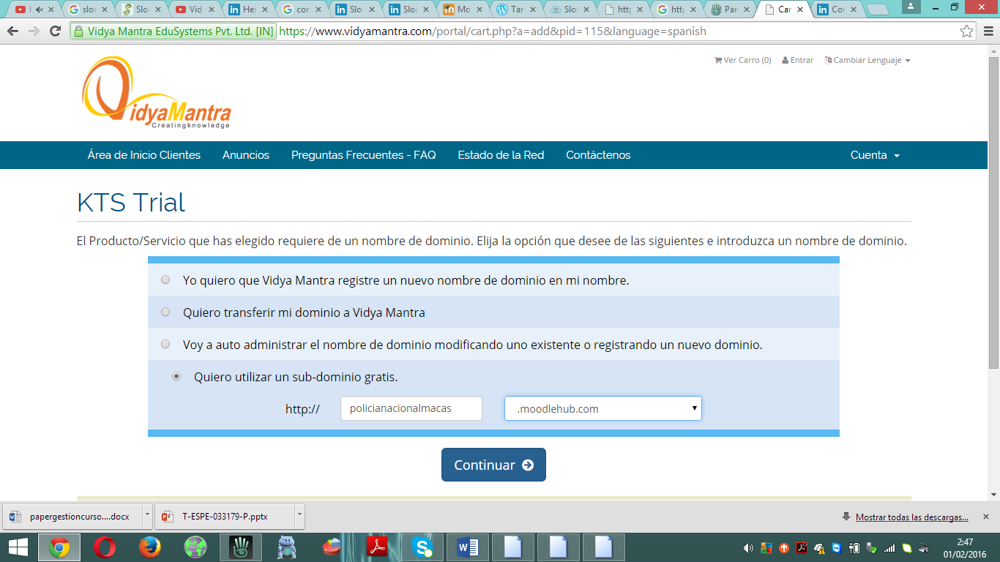 slo
Slo
Vid
Her
cor
Slo
Slo
Mo
Tar
Slo
http
http
Par
Car
Co
Vidya Mantra EduSystems Pvt. Ltd. [IN] https://www.vidyamantra.com/portal/cart.php?a=add&pid=115&language=spanish
Ver Carro (0) Entrar Cambiar Lenguaje
VidyaMantra
Creatingknowledge
Área de Inicio Clientes Anuncios Preguntas Frecuentes - FAQ Estado de la Red Contáctenos Cuenta
KTS Trial
El Producto/Servicio que has elegido requiere de un nombre de dominio. Elija la opción que desee de las siguientes e introduzca un nombre de dominio.
Yo quiero que Vidya Mantra registre un nuevo nombre de dominio en mi nombre.
Quiero transferir mi dominio a Vidya Mantra
Voy a auto administrar el nombre de dominio modificando uno existente o registrando un nuevo dominio.
Quiero utilizar un sub-dominio gratis.
http:// policianacionalmacas .moodlehub.com
Continuar
papergestioncurso....docx T-ESPE-033179-P.pptx Mostrar todas las descargas...
2:47
01/02/2016